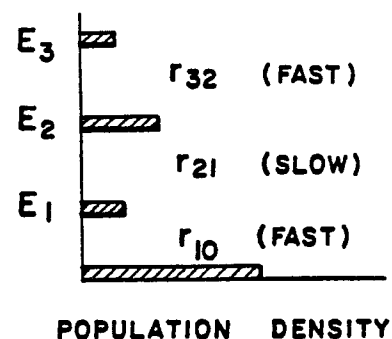 E3
r32 (FAST)
E2
r21 (SLOW)
E1
r10 (FAST)
POPULATION DENSITY